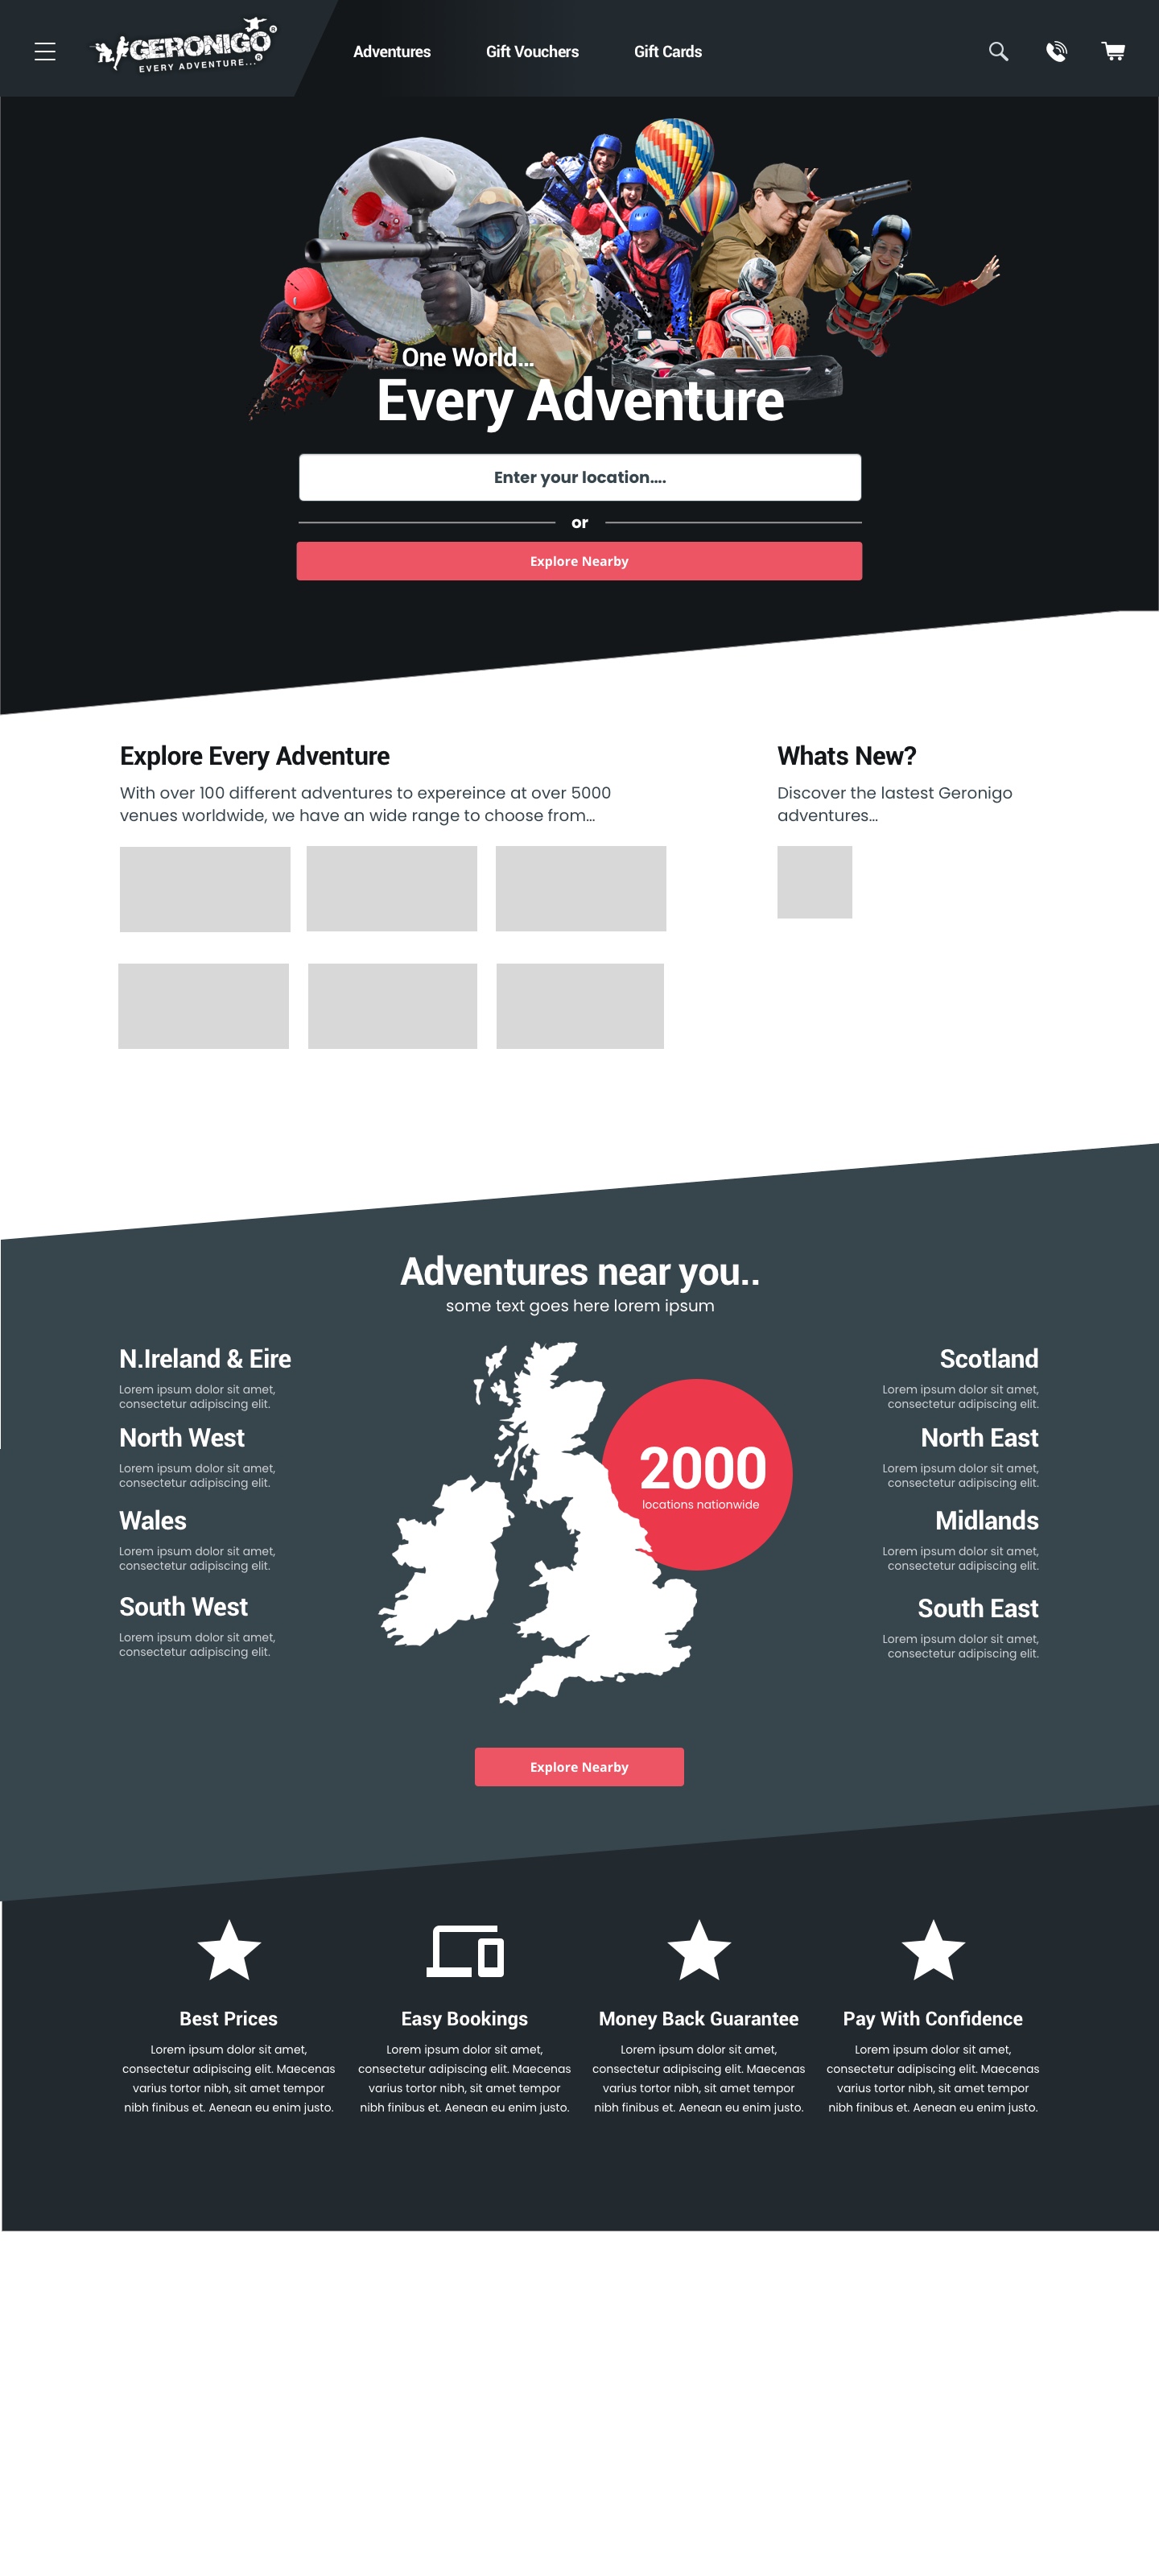 GERONIGO
EVERY ADVENTURE...
Adventures
Gift Vouchers
Gift Cards
One World...
Every Adventure
Enter your location....
or
Explore Nearby
Explore Every Adventure
With over 100 different adventures to expereince at over 5000
venues worldwide, we have an wide range to choose from...
Whats New?
Discover the lastest Geronigo
adventures...
Adventures near you..
some text goes here lorem ipsum
N.Ireland & Eire
Lorem ipsum dolor sit amet,
consectetur adipiscing elit.
North West
Lorem ipsum dolor sit amet,
consectetur adipiscing elit.
Wales
Lorem ipsum dolor sit amet,
consectetur adipiscing elit.
South West
Lorem ipsum dolor sit amet,
consectetur adipiscing elit.
2000
locations nationwide
Scotland
Lorem ipsum dolor sit amet,
consectetur adipiscing elit.
North East
Lorem ipsum dolor sit amet,
consectetur adipiscing elit.
Midlands
Lorem ipsum dolor sit amet,
consectetur adipiscing elit.
South East
Lorem ipsum dolor sit amet,
consectetur adipiscing elit.
Explore Nearby
Best Prices
Lorem ipsum dolor sit amet,
consectetur adipiscing elit. Maecenas
varius tortor nibh, sit amet tempor
nibh finibus et. Aenean eu enim justo.
Easy Bookings
Lorem ipsum dolor sit amet,
consectetur adipiscing elit. Maecenas
varius tortor nibh, sit amet tempor
nibh finibus et. Aenean eu enim justo.
Money Back Guarantee
Lorem ipsum dolor sit amet,
consectetur adipiscing elit. Maecenas
varius tortor nibh, sit amet tempor
nibh finibus et. Aenean eu enim justo.
Pay With Confidence
Lorem ipsum dolor sit amet,
consectetur adipiscing elit. Maecenas
varius tortor nibh, sit amet tempor
nibh finibus et. Aenean eu enim justo.